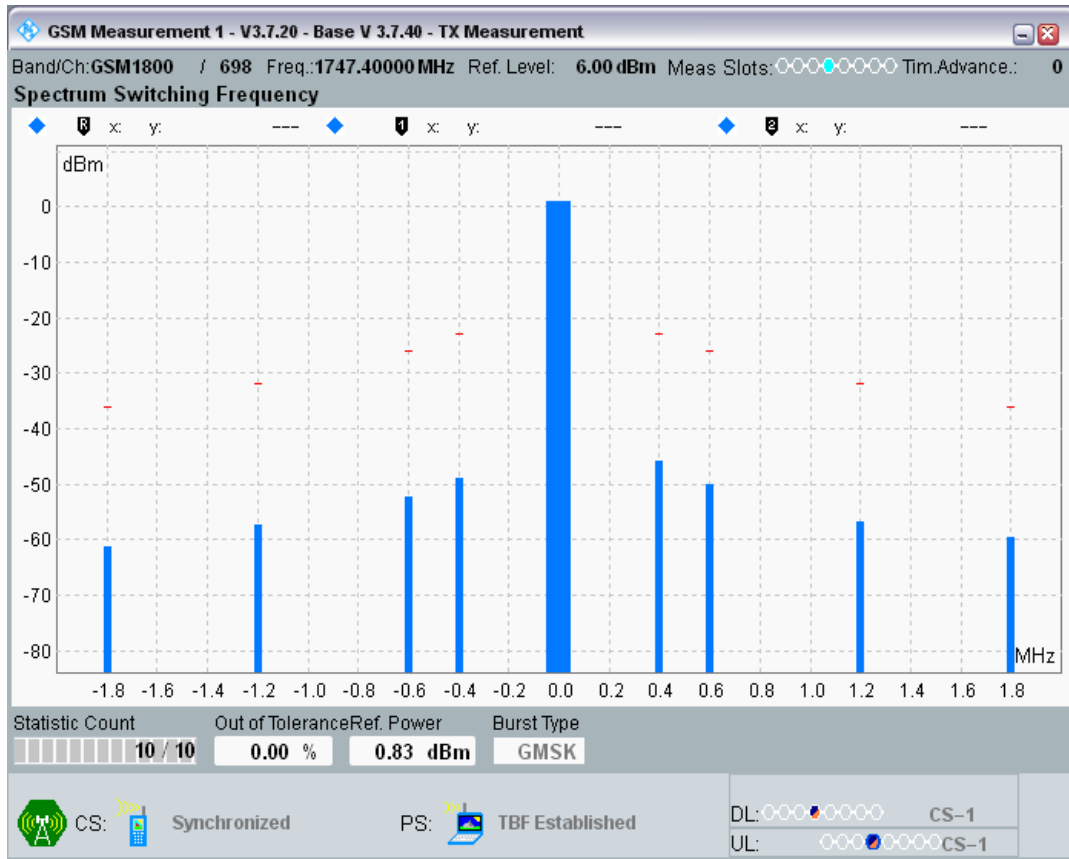 GSM Measurement 1 - V3.7.20 - Base V 3.7.40 - TX Measurement
Band/Ch:GSM1800 / 698 Freq.:1747.40000 MHz Ref. Level: 6.00 dBm Meas Slots: Tim.Advance.: 0
Spectrum Switching Frequency
R x: y: --- 1 x: y: --- 2 x: y: ---
dBm
0
-10
-20
-30
-40
-50
-60
-70
-80
MHz
-1.8 -1.6 -1.4 -1.2 -1.0 -0.8 -0.6 -0.4 -0.2 0.0 0.2 0.4 0.6 0.8 1.0 1.2 1.4 1.6 1.8
Statistic Count Out of Tolerance Ref. Power Burst Type
10 / 10 0.00 % 0.83 dBm GMSK
CS: Synchronized PS: TBF Established
DL: CS-1
UL: CS-1